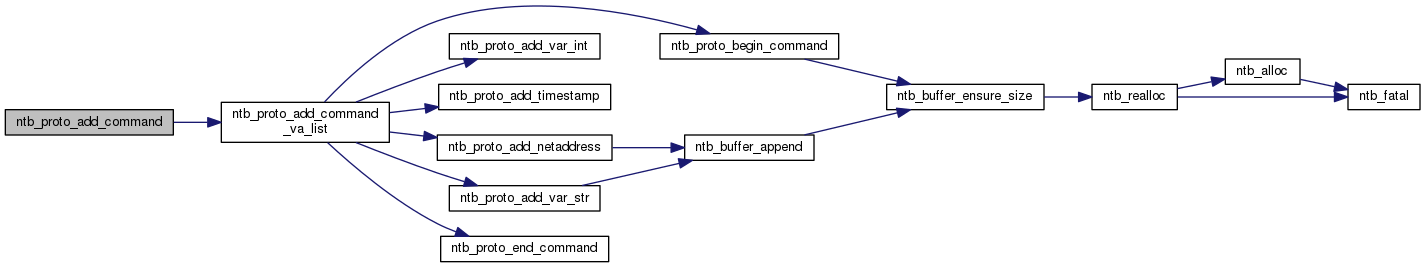 ntb_proto_add_command
ntb_proto_add_command
_va_list
ntb_proto_begin_command
ntb_proto_add_var_int
ntb_proto_add_timestamp
ntb_proto_add_netaddress
ntb_proto_add_var_str
ntb_proto_end_command
ntb_buffer_append
ntb_buffer_ensure_size
ntb_realloc
ntb_alloc
ntb_fatal